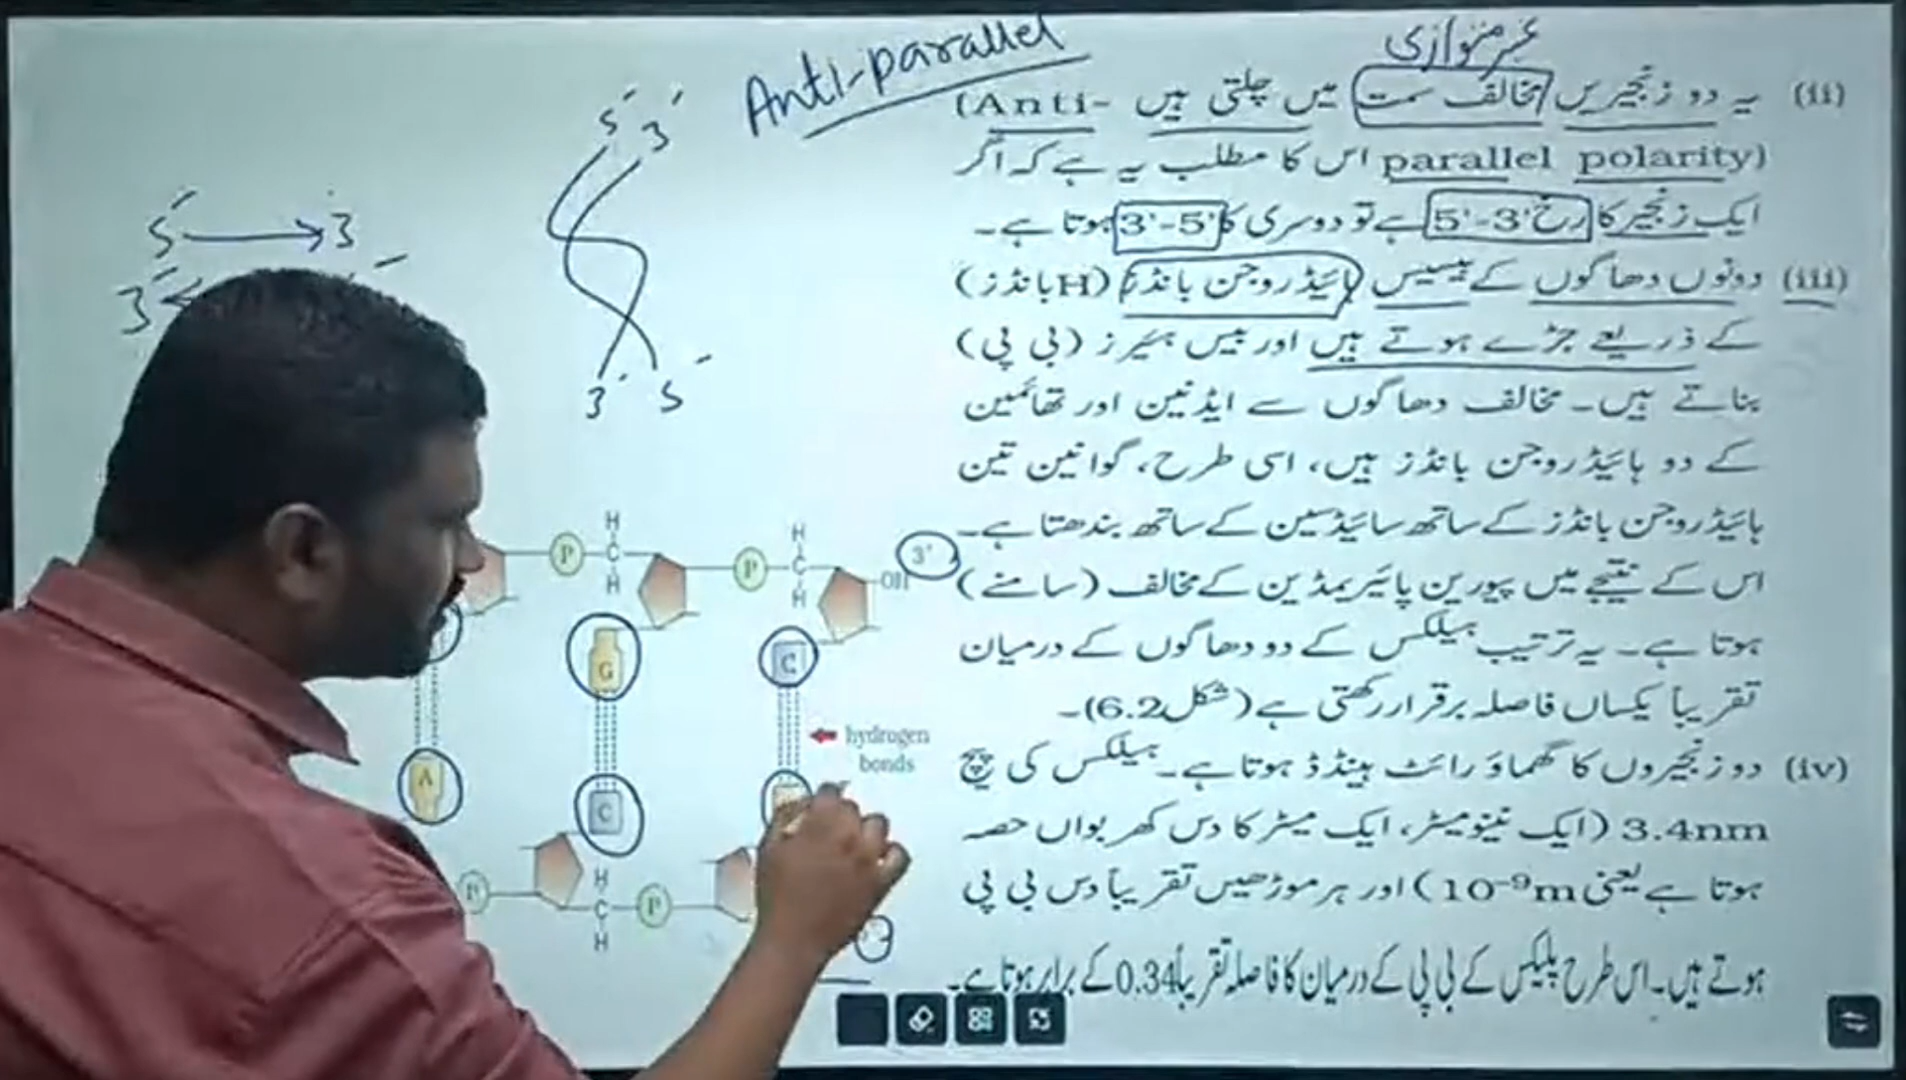 Anti-parallel
غیر متوازی
5' 3'
5' → 3'
3'
3' 5'
(ii) یہ دو زنجیریں مخالف سمت میں چلتی ہیں (Anti-
parallel polarity) اس کا مطلب یہ ہے کہ اگر
ایک زنجیر کا رخ 5'-3' ہے تو دوسری کا 3'-5' ہوتا ہے۔
(iii) دونوں دھاگوں کے بیسیس ہائیڈروجن بانڈز (H بانڈز)
کے ذریعے جڑے ہوتے ہیں اور بیس پئیرز (بی پی)
بناتے ہیں۔ مخالف دھاگوں سے ایڈنین اور تھائمین
کے دو ہائیڈروجن بانڈز ہیں، اسی طرح، گوانین تین
ہائیڈروجن بانڈز کے ساتھ سائیڈسین کے ساتھ بندھتا ہے۔
اس کے نتیجے میں پیورین پائیریمڈین کے مخالف (سامنے)
ہوتا ہے۔ یہ ترتیب ہیلکس کے دو دھاگوں کے درمیان
تقریباً یکساں فاصلہ برقرار رکھتی ہے (شکل 6.2)۔
(iv) دو زنجیروں کا گھماؤ رائٹ ہینڈڈ ہوتا ہے۔ ہیلکس کی پیچ
3.4nm (ایک نینومیٹر، ایک میٹر کا دس کھربواں حصہ
ہوتا ہے یعنی 10⁻⁹m) اور ہر موڑ میں تقریباً دس بی پی
ہوتے ہیں۔ اس طرح ہیلکس کے بی پی کے درمیان کا فاصلہ تقریباً 0.34 کے برابر ہوتا ہے۔
H H
P C P C OH 3'
H H
G C
hydrogen
bonds
A C
P H P
C
H